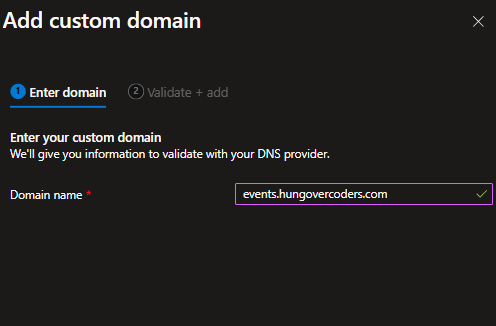 Add custom domain
1 Enter domain 2 Validate + add
Enter your custom domain
We'll give you information to validate with your DNS provider.
Domain name * events.hungovercoders.com